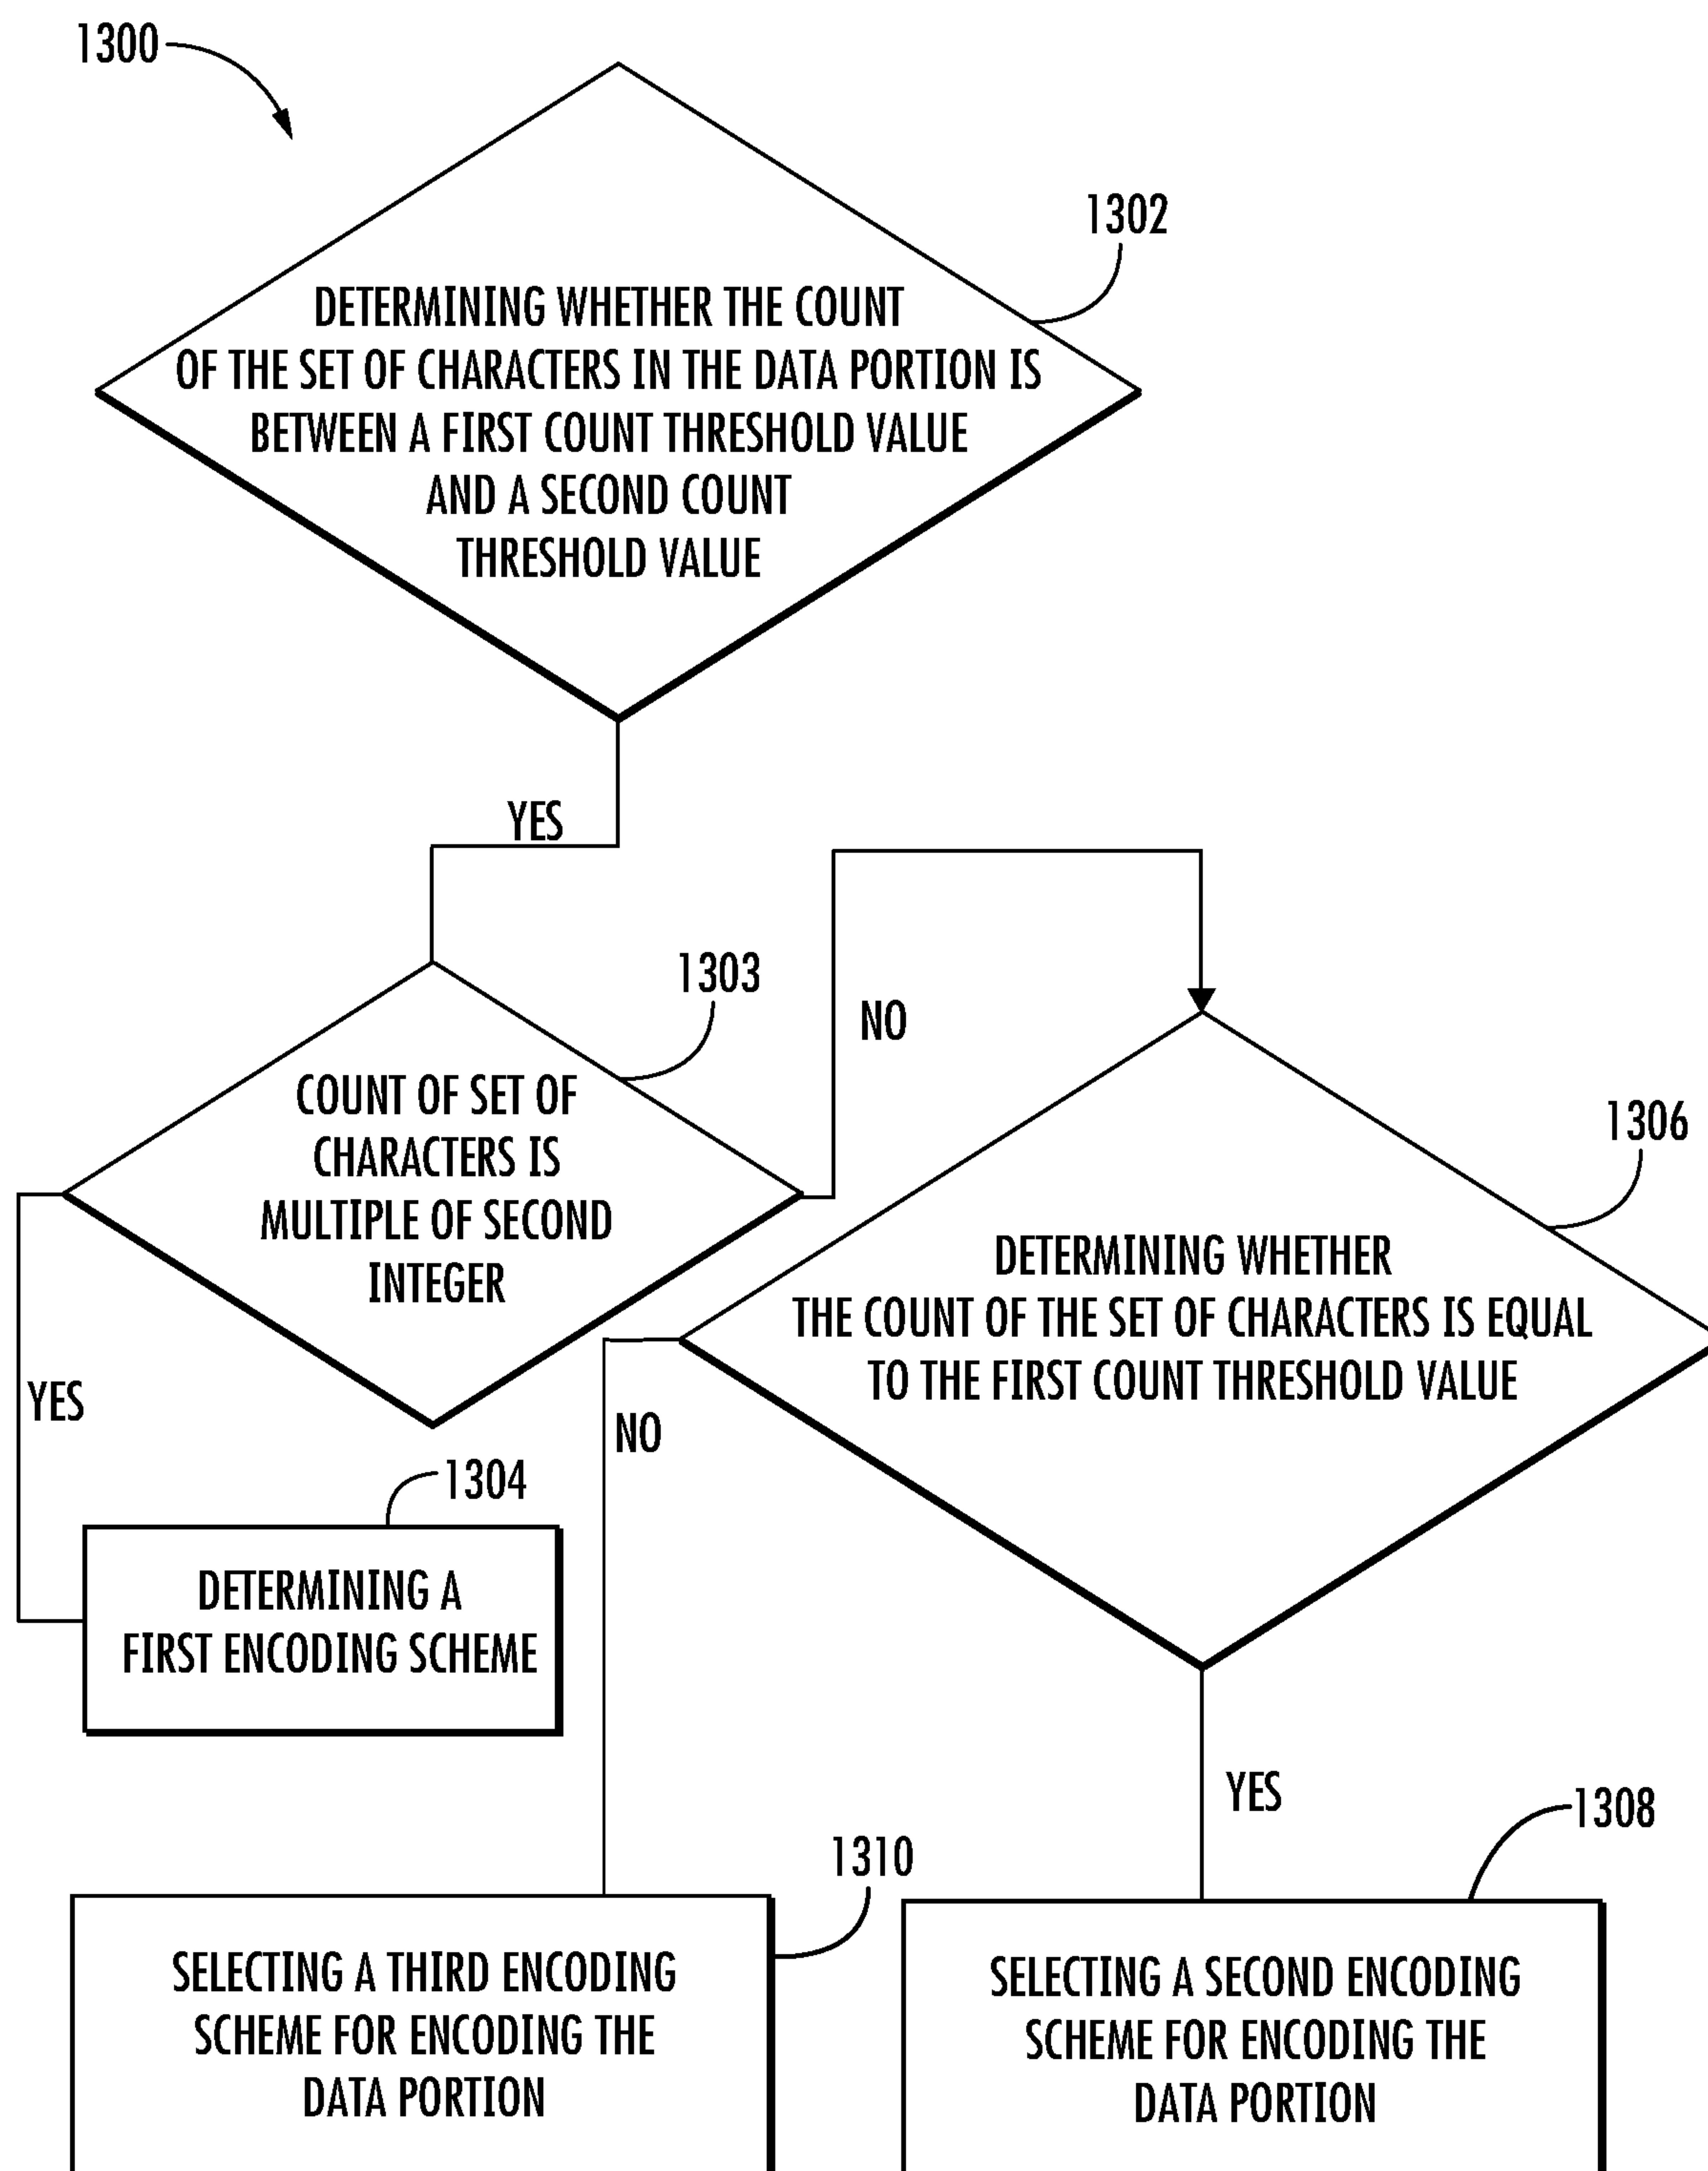 1300
1302
DETERMINING WHETHER THE COUNT
OF THE SET OF CHARACTERS IN THE DATA PORTION IS
BETWEEN A FIRST COUNT THRESHOLD VALUE
AND A SECOND COUNT
THRESHOLD VALUE
YES
1303
NO
COUNT OF SET OF
CHARACTERS IS
MULTIPLE OF SECOND
INTEGER
1306
DETERMINING WHETHER
THE COUNT OF THE SET OF CHARACTERS IS EQUAL
TO THE FIRST COUNT THRESHOLD VALUE
YES
NO
1304
DETERMINING A
FIRST ENCODING SCHEME
YES
1308
1310
SELECTING A THIRD ENCODING
SCHEME FOR ENCODING THE
DATA PORTION
SELECTING A SECOND ENCODING
SCHEME FOR ENCODING THE
DATA PORTION